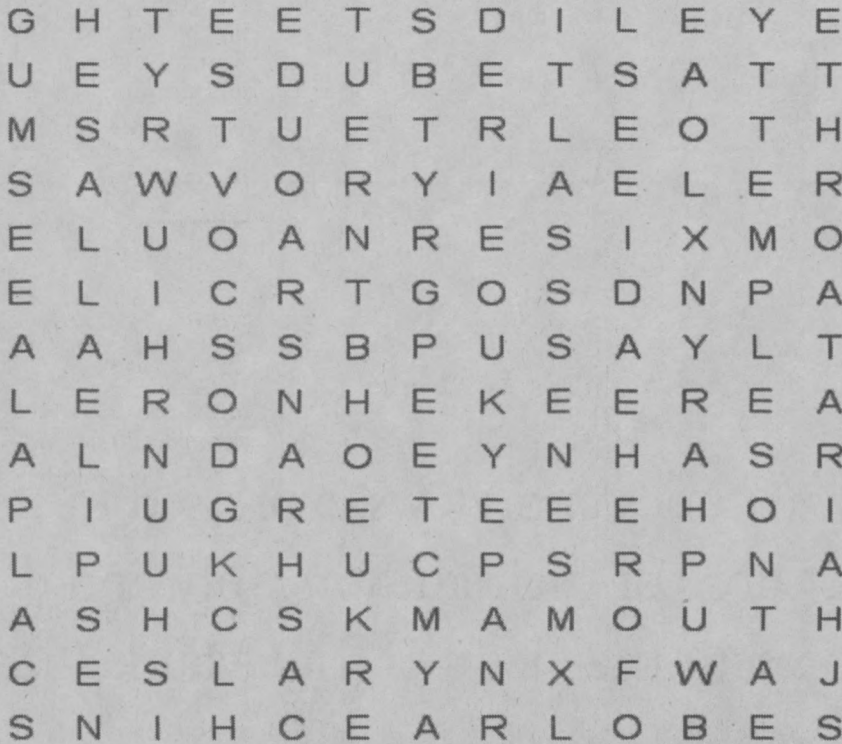 G H T E E T S D I L E Y E
U E Y S D U B E T S A T T
M S R T U E T R L E O T H
S A W V O R Y I A E L E R
E L U O A N R E S I X M O
E L I C R T G O S D N P A
A A H S S B P U S A Y L T
L E R O N H E K E E R E A
A L N D A O E Y N H A S R
P I U G R E T E E E H O I
L P U K H U C P S R P N A
A S H C S K M A M O U T H
C E S L A R Y N X F W A J
S N I H C E A R L O B E S